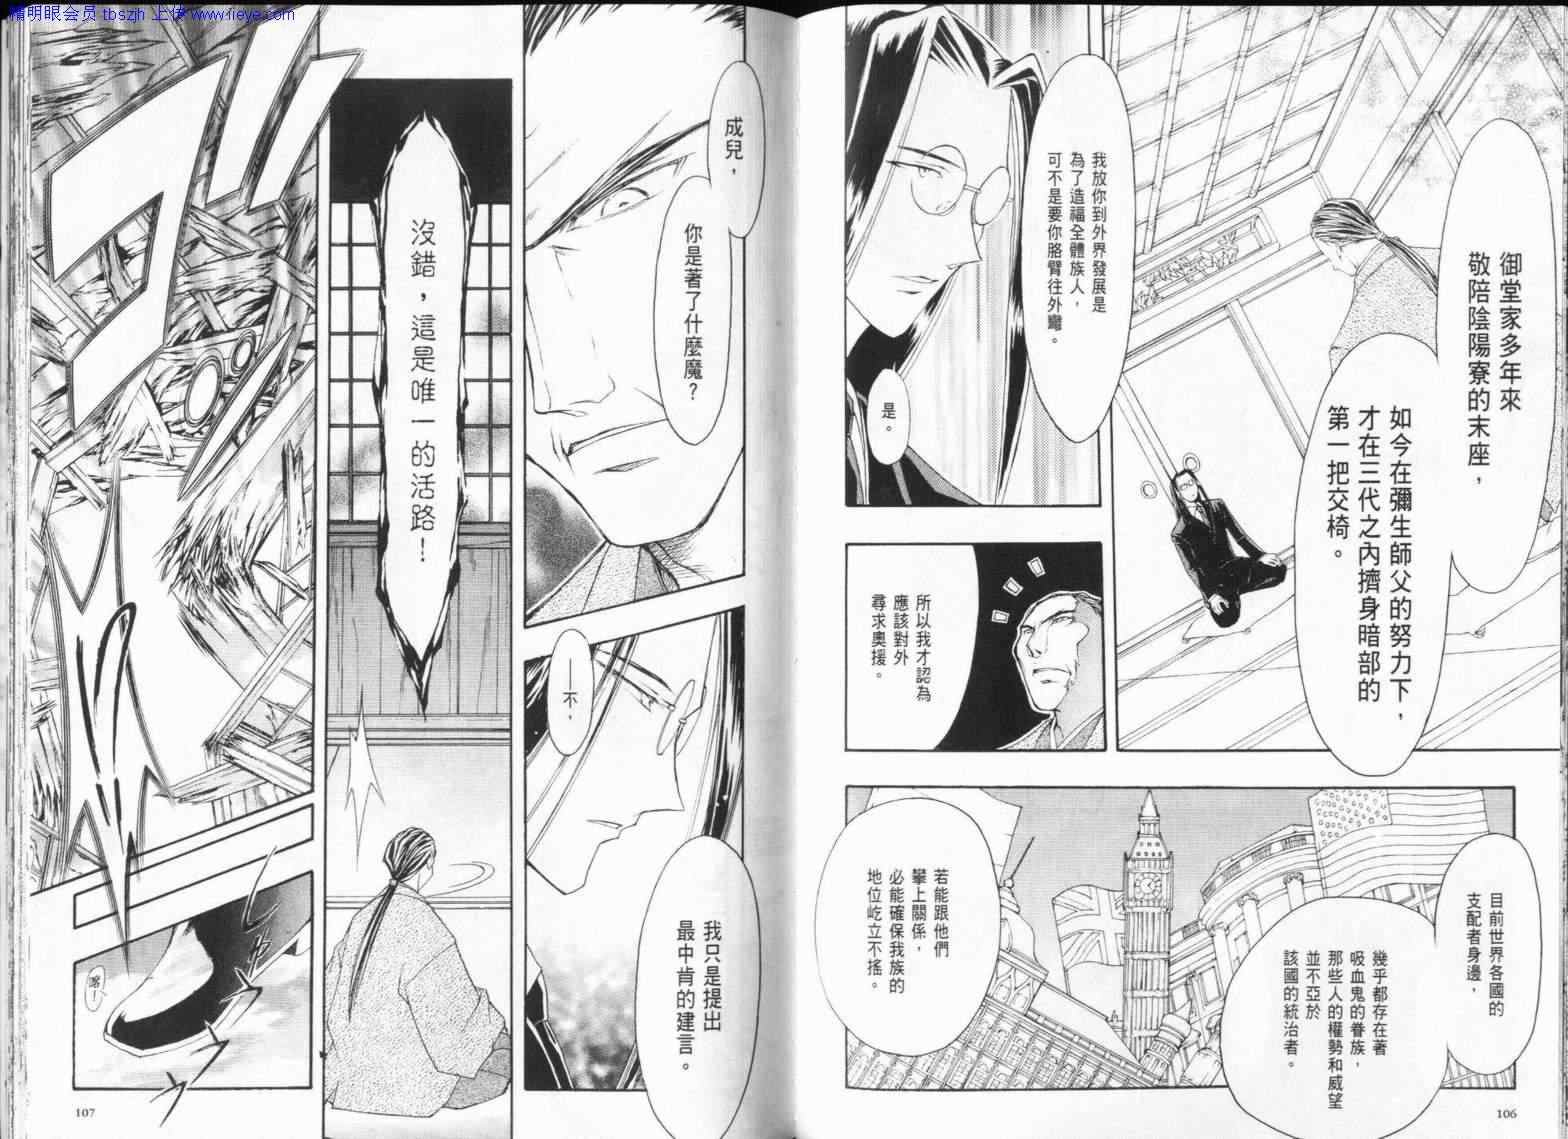 精明眼会员 tbszjh 上传 www.iieye.com
御堂家多年來
敬陪陰陽寮的末座，
如今在彌生師父的努力下，
才在三代之內擠身暗部的
第一把交椅。
我放你到外界發展是
為了造福全體族人，
可不是要你胳臂往外彎。
是。
所以我才認為
應該對外
尋求奧援。
目前世界各國的
支配者身邊，
幾乎都存在著
吸血鬼的眷族，
那些人的權勢和威望
並不亞於
該國的統治者。
若能跟他們
攀上關係，
必能確保我族的
地位屹立不搖。
106
成兒，
你是著了什麼魔？
──不，
我只是提出
最中肯的建言。
沒錯，這是唯一的活路！
107